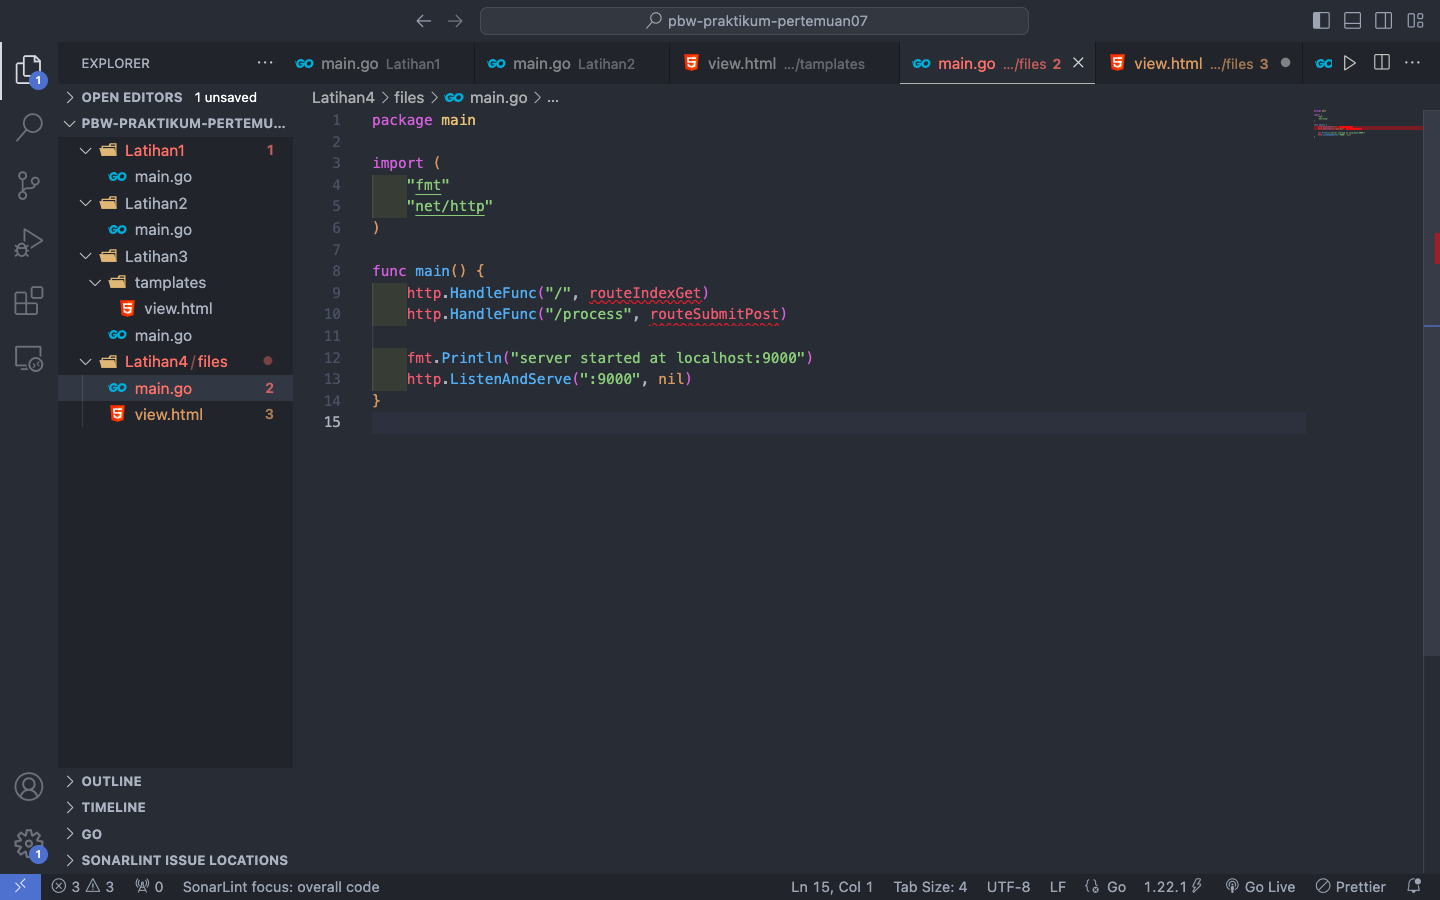 pbw-praktikum-pertemuan07
EXPLORER
main.go Latihan1
main.go Latihan2
view.html .../tamplates
main.go .../files 2
view.html .../files 3
OPEN EDITORS 1 unsaved
PBW-PRAKTIKUM-PERTEMU...
Latihan1 1
main.go
Latihan2
main.go
Latihan3
tamplates
view.html
main.go
Latihan4/files
main.go 2
view.html 3
Latihan4 > files > main.go > ...
1 package main
2
3 import (
4 "fmt"
5 "net/http"
6 )
7
8 func main() {
9 http.HandleFunc("/", routeIndexGet)
10 http.HandleFunc("/process", routeSubmitPost)
11
12 fmt.Println("server started at localhost:9000")
13 http.ListenAndServe(":9000", nil)
14 }
15
OUTLINE
TIMELINE
GO
SONARLINT ISSUE LOCATIONS
1
1
3 3 0 SonarLint focus: overall code
Ln 15, Col 1 Tab Size: 4 UTF-8 LF Go 1.22.1 Go Live Prettier